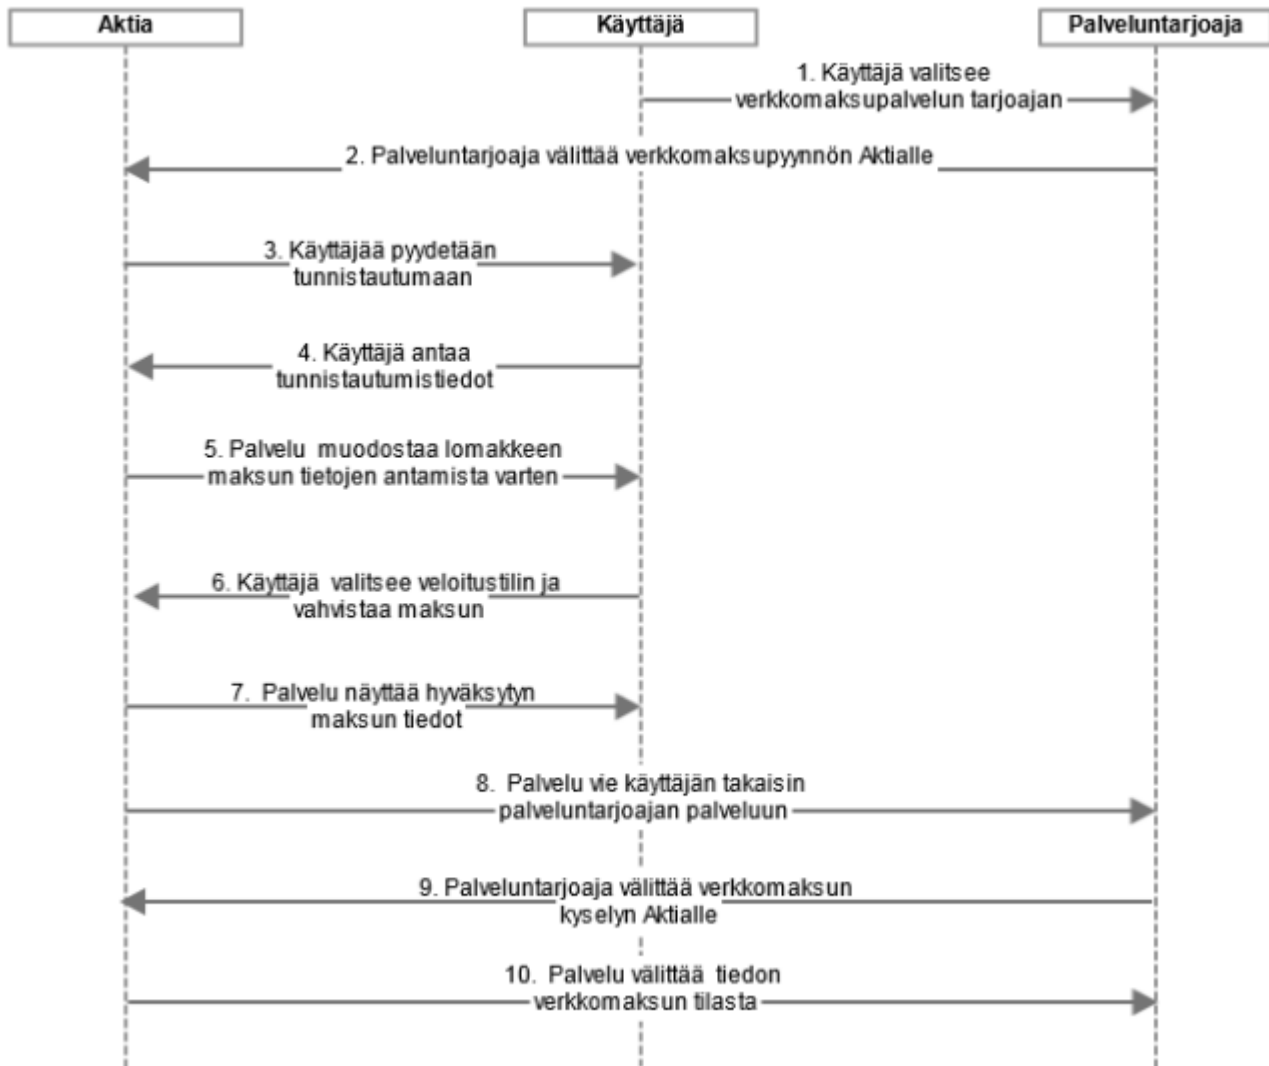 Aktia
Käyttäjä
Palveluntarjoaja
1. Käyttäjä valitsee
verkkomaksupalvelun tarjoajan
2. Palveluntarjoaja välittää verkkomaksupyynnön Aktialle
3. Käyttäjää pyydetään
tunnistautumaan
4. Käyttäjä antaa
tunnistautumistiedot
5. Palvelu muodostaa lomakkeen
maksun tietojen antamista varten
6. Käyttäjä valitsee veloitustilin ja
vahvistaa maksun
7. Palvelu näyttää hyväksytyn
maksun tiedot
8. Palvelu vie käyttäjän takaisin
palveluntarjoajan palveluun
9. Palveluntarjoaja välittää verkkomaksun
kyselyn Aktialle
10. Palvelu välittää tiedon
verkkomaksun tilasta